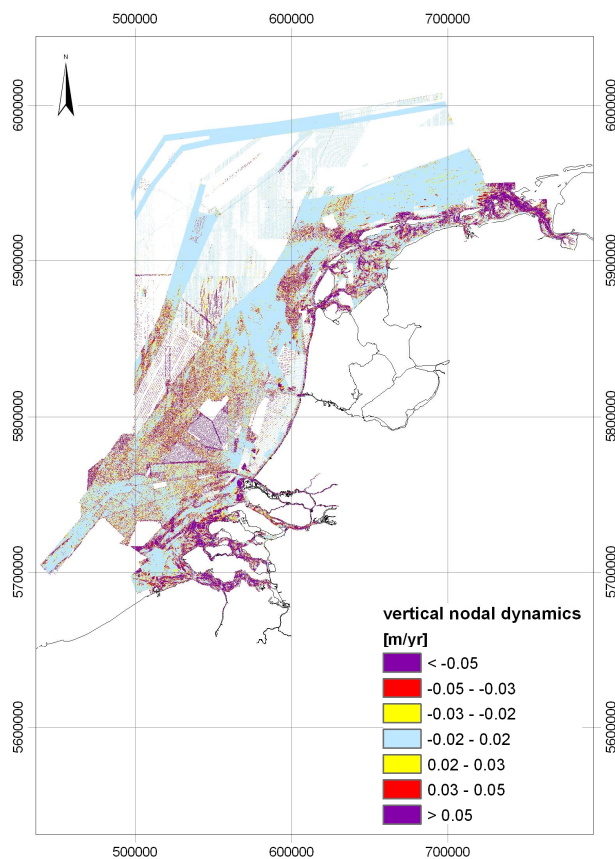 500000 600000 700000
N
6000000 6000000
5900000 5900000
5800000 5800000
5700000 5700000
5600000 5600000
vertical nodal dynamics
[m/yr]
< -0.05
-0.05 - -0.03
-0.03 - -0.02
-0.02 - 0.02
0.02 - 0.03
0.03 - 0.05
> 0.05
500000 600000 700000